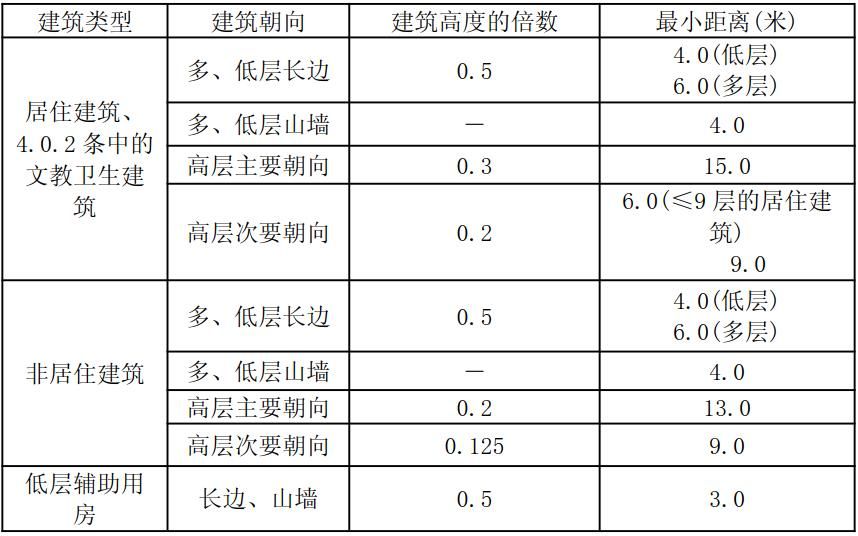 建筑类型 建筑朝向 建筑高度的倍数 最小距离(米)
居住建筑、
4.0.2条中的
文教卫生建
筑
多、低层长边 0.5 4.0(低层)
6.0(多层)
多、低层山墙 — 4.0
高层主要朝向 0.3 15.0
高层次要朝向 0.2 6.0(≤9层的居住建
筑)
9.0
非居住建筑
多、低层长边 0.5 4.0(低层)
6.0(多层)
多、低层山墙 — 4.0
高层主要朝向 0.2 13.0
高层次要朝向 0.125 9.0
低层辅助用
房
长边、山墙 0.5 3.0